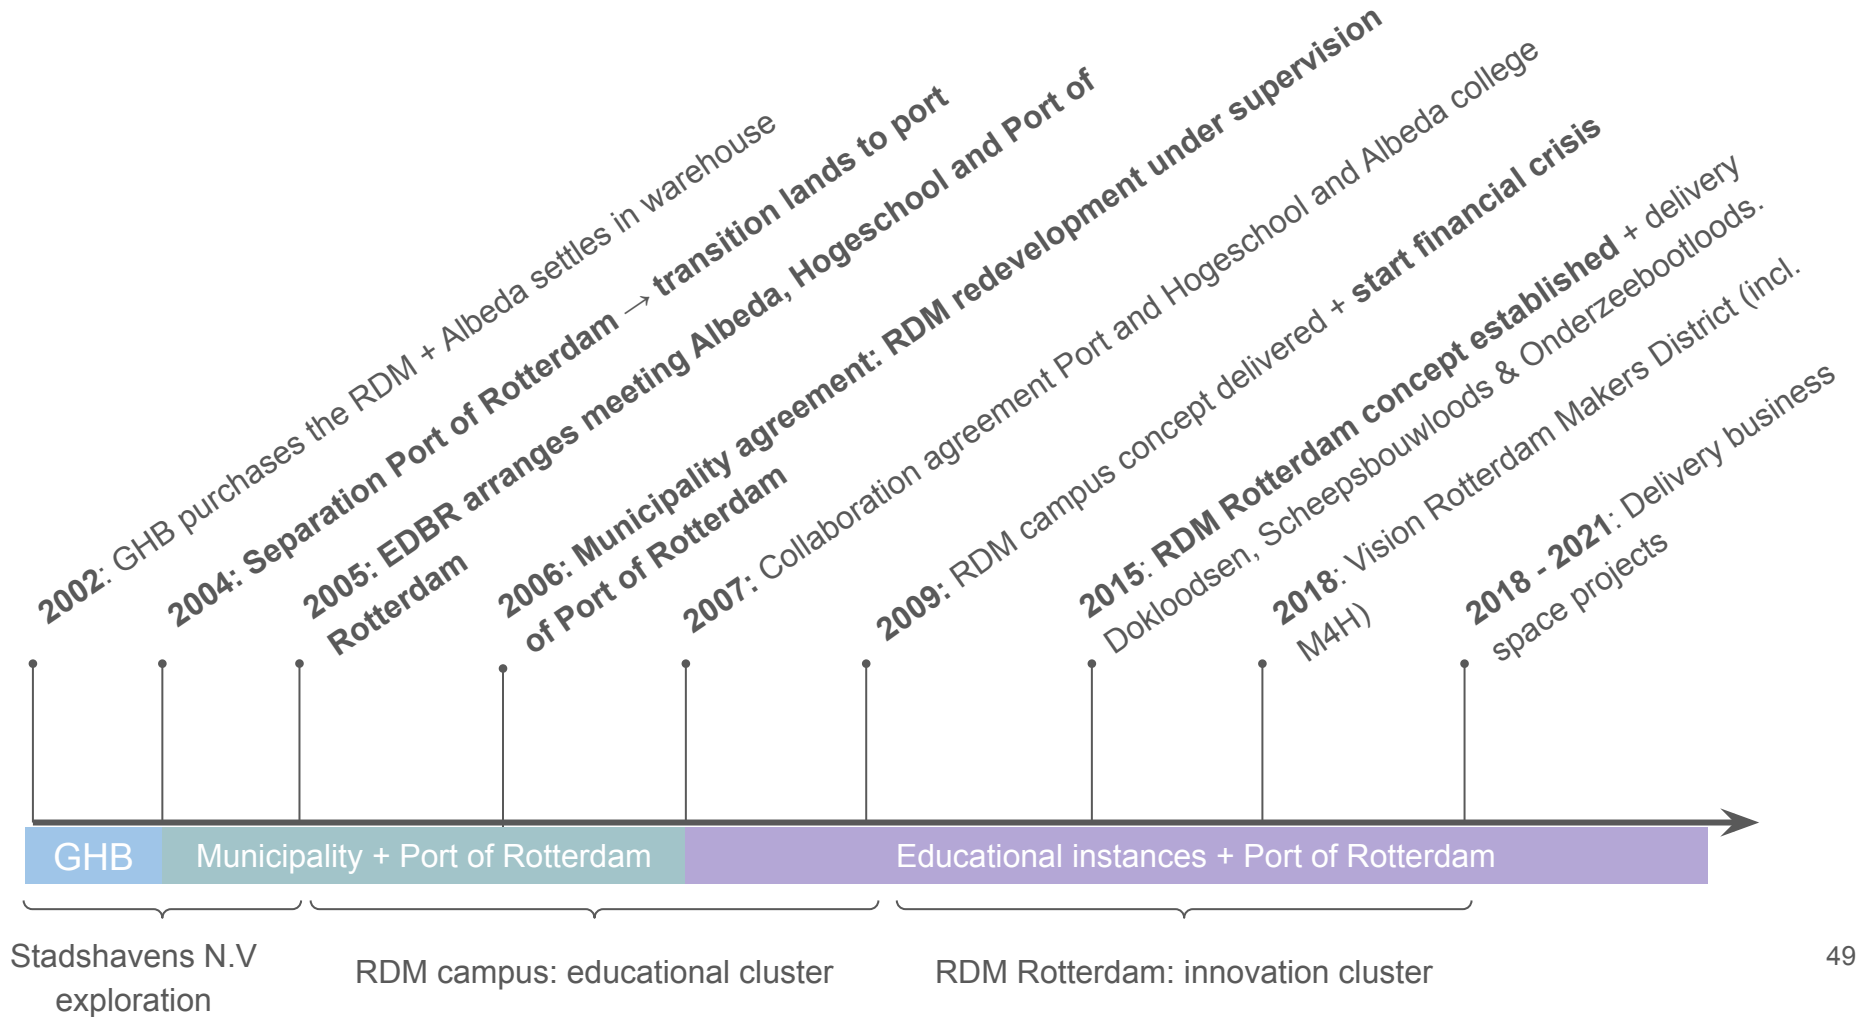 2002: GHB purchases the RDM + Albeda settles in warehouse
2004: Separation Port of Rotterdam → transition lands to port
2005: EDBR arranges meeting Albeda, Hogeschool and Port of
Rotterdam
2006: Municipality agreement: RDM redevelopment under supervision
of Port of Rotterdam
2007: Collaboration agreement Port and Hogeschool and Albeda college
2009: RDM campus concept delivered + start financial crisis
2015: RDM Rotterdam concept established + delivery
Dokloodsen, Scheepsbouwloods & Onderzeebootloods.
2018: Vision Rotterdam Makers District (incl.
M4H)
2018 - 2021: Delivery business
space projects
GHB
Municipality + Port of Rotterdam
Educational instances + Port of Rotterdam
Stadshavens N.V
exploration
RDM campus: educational cluster
RDM Rotterdam: innovation cluster
49